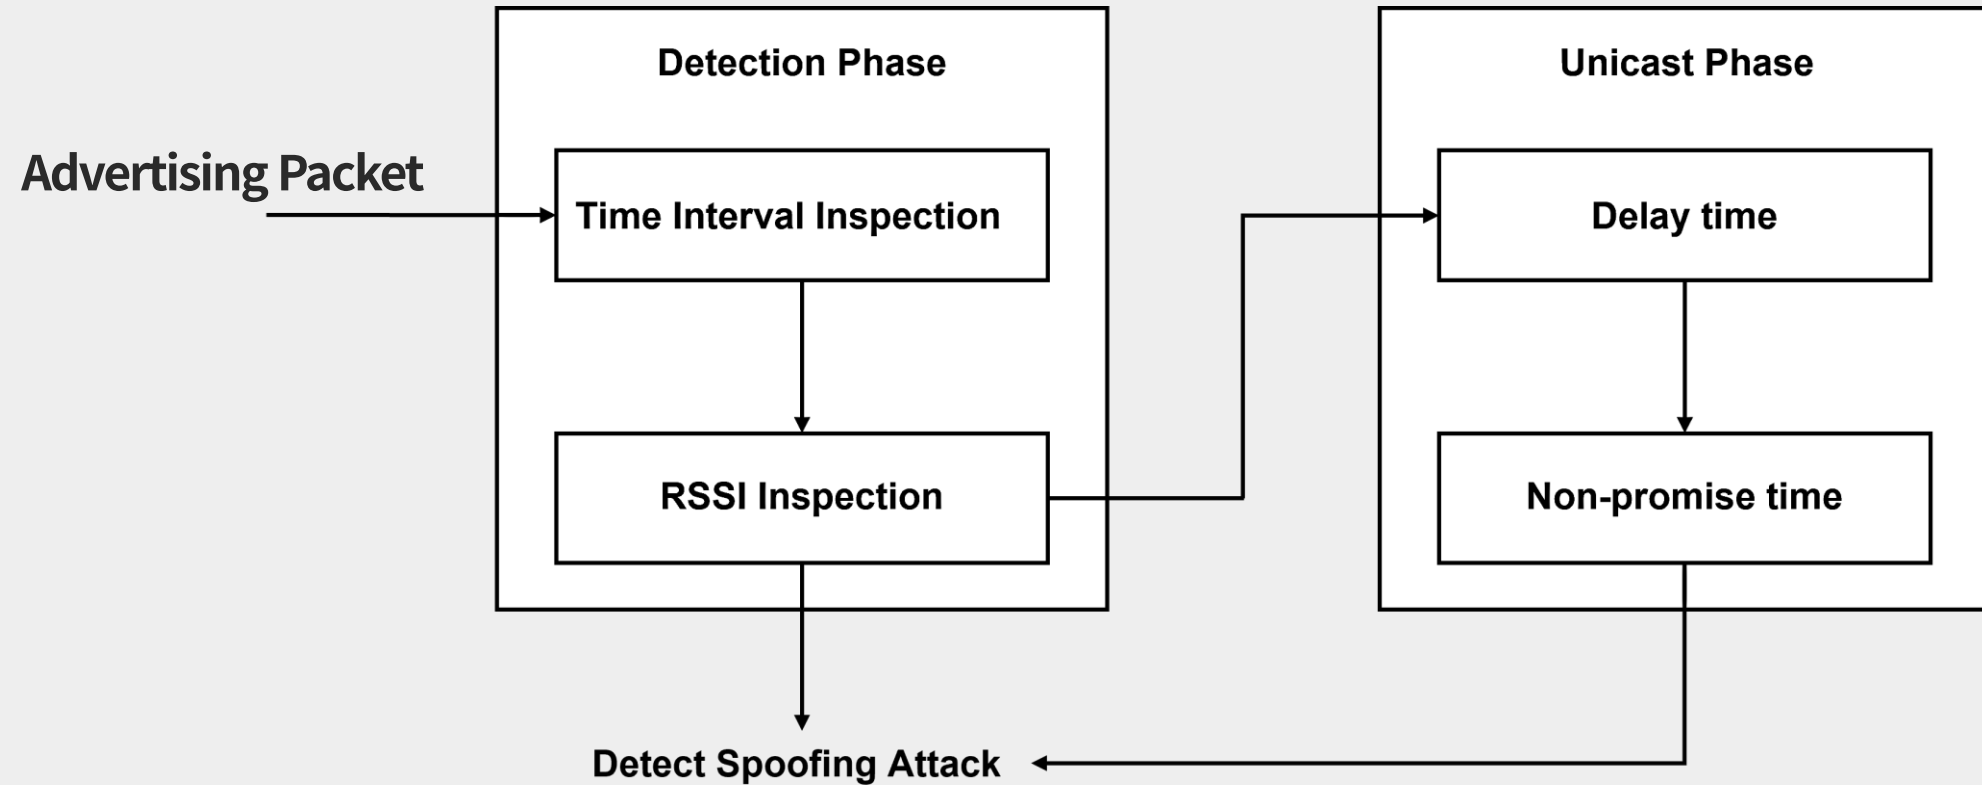 Detection Phase
Unicast Phase
Advertising Packet
Time Interval Inspection
Delay time
RSSI Inspection
Non-promise time
Detect Spoofing Attack